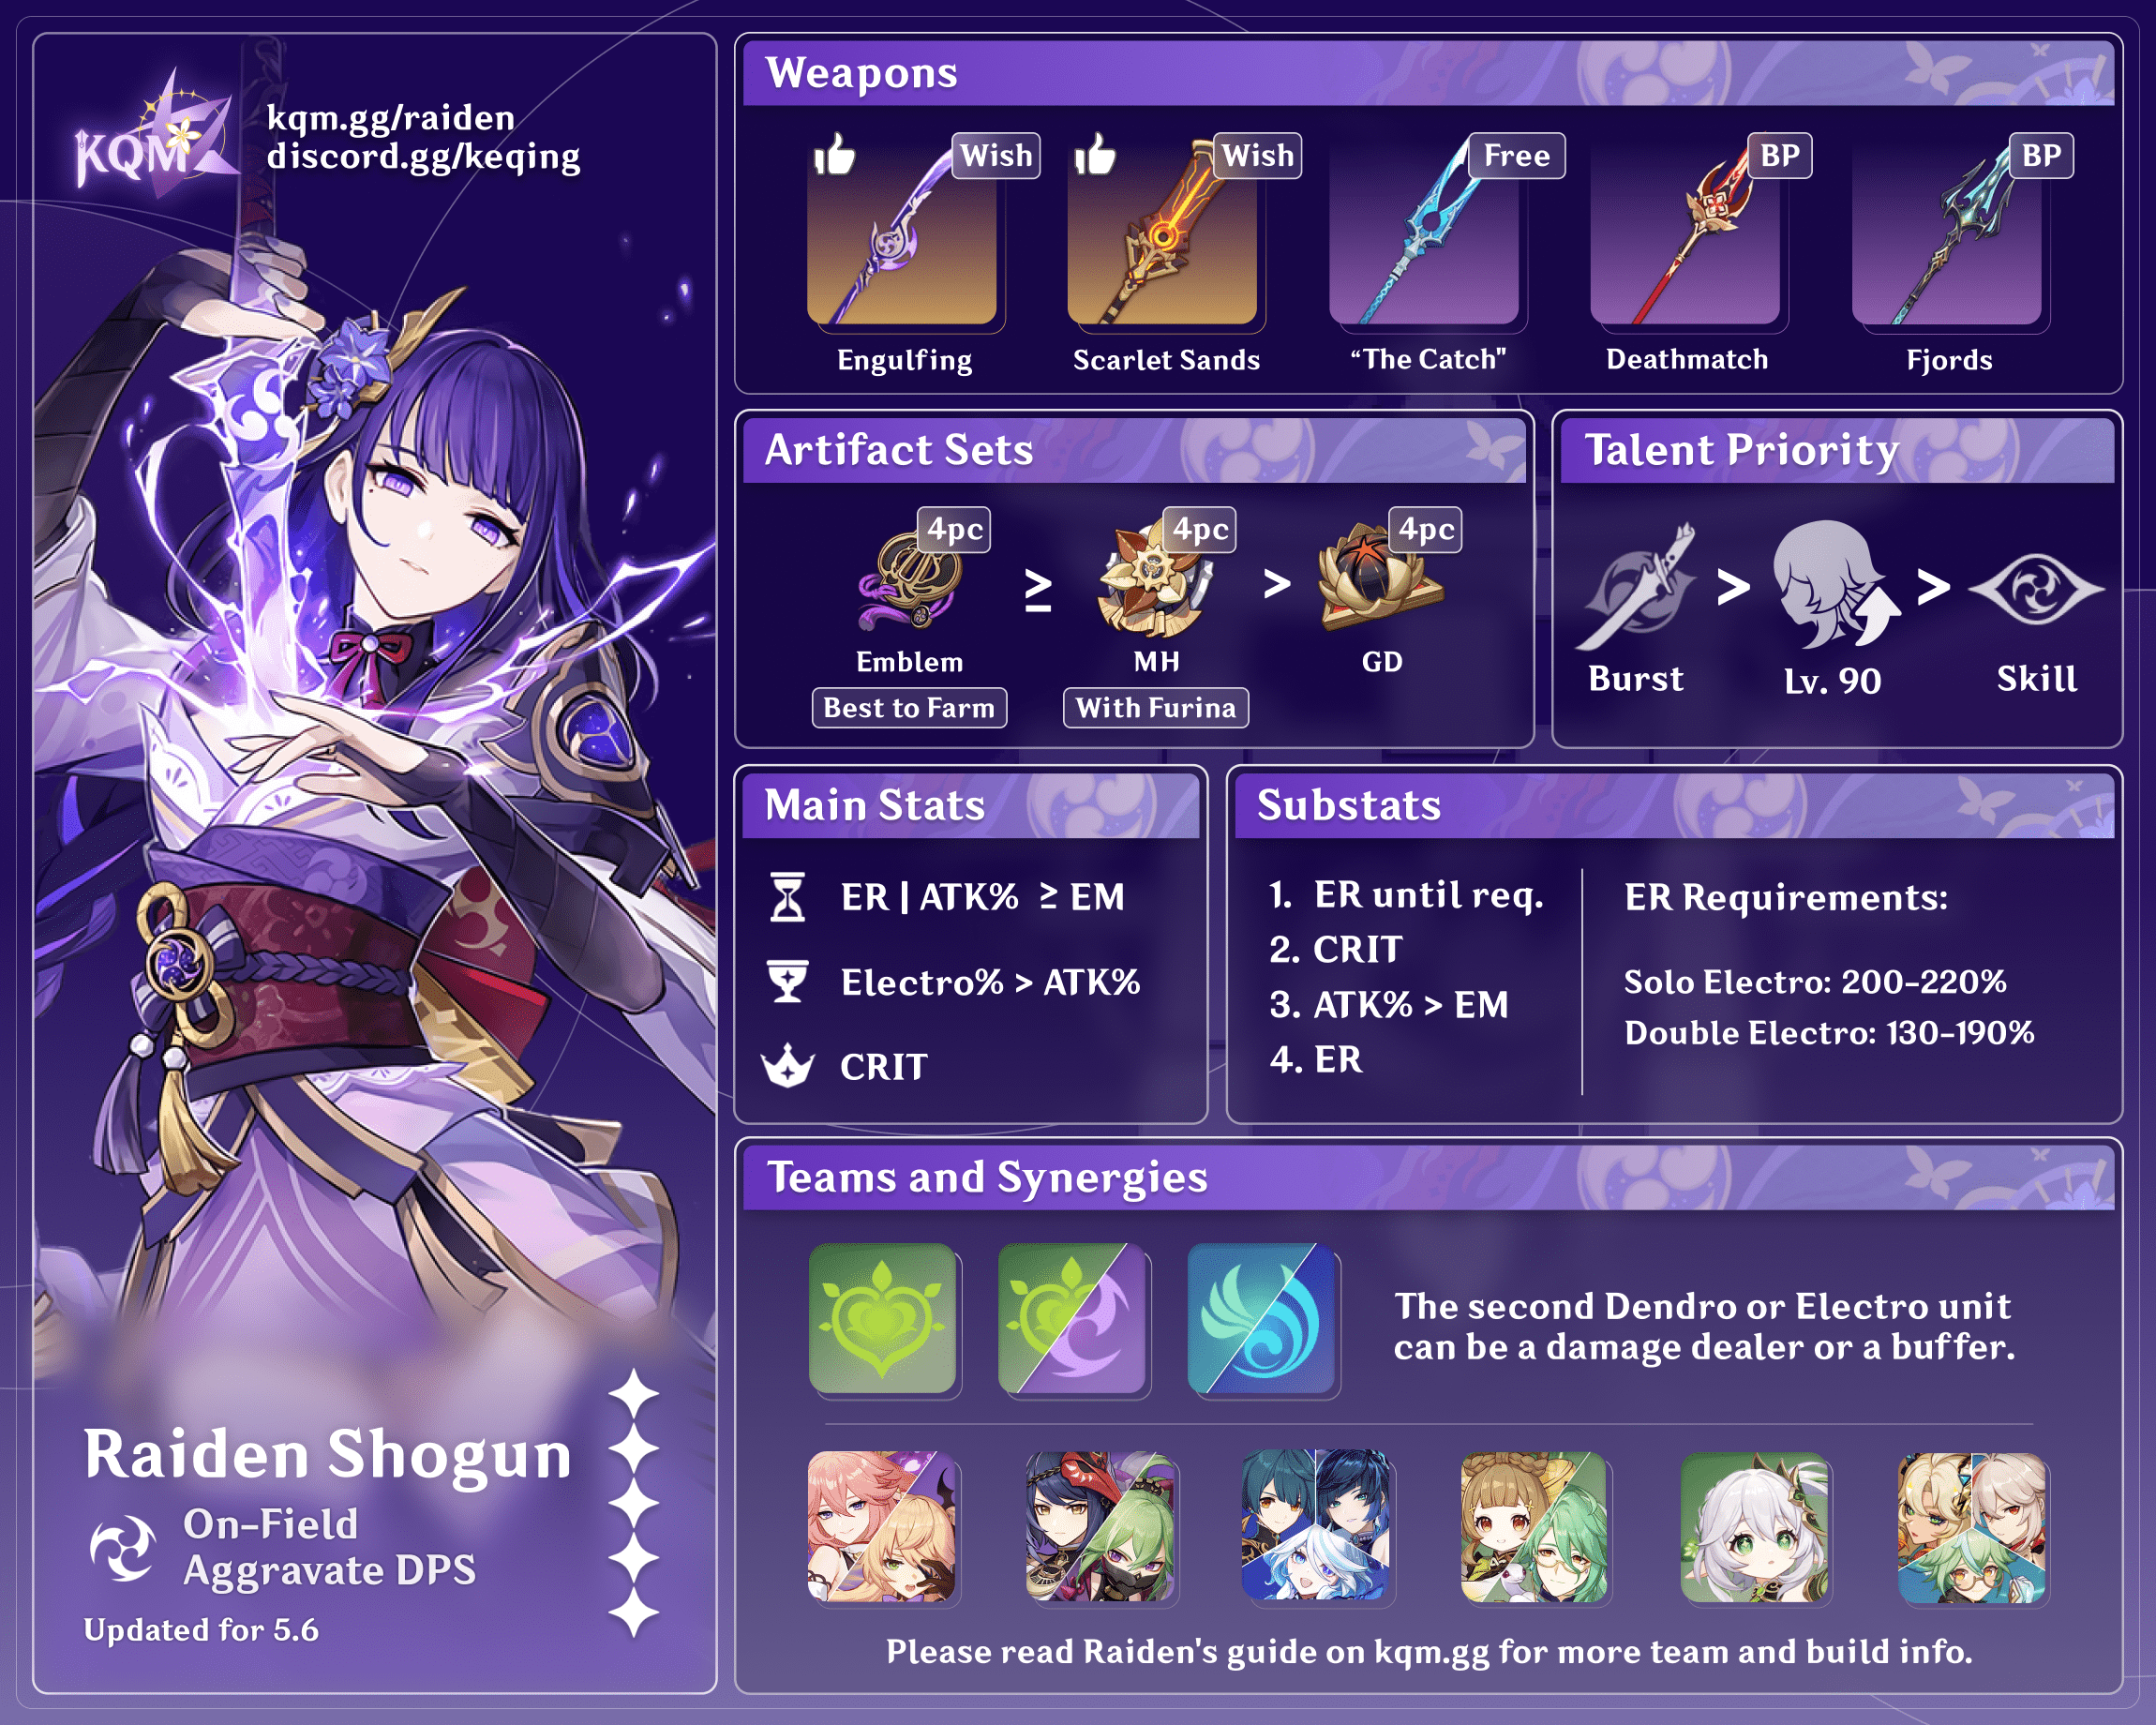 KQM
kqm.gg/raiden
discord.gg/keqing
Raiden Shogun
On-Field
Aggravate DPS
Updated for 5.6
Weapons
Wish
Wish
Free
BP
BP
Engulfing
Scarlet Sands
“The Catch"
Deathmatch
Fjords
Artifact Sets
4pc
≥
4pc
>
4pc
Emblem
MH
GD
Best to Farm
With Furina
Talent Priority
>
>
Burst
Lv. 90
Skill
Main Stats
ER | ATK% ≥ EM
Electro% > ATK%
CRIT
Substats
1. ER until req.
2. CRIT
3. ATK% > EM
4. ER
ER Requirements:
Solo Electro: 200-220%
Double Electro: 130-190%
Teams and Synergies
The second Dendro or Electro unit
can be a damage dealer or a buffer.
Please read Raiden's guide on kqm.gg for more team and build info.